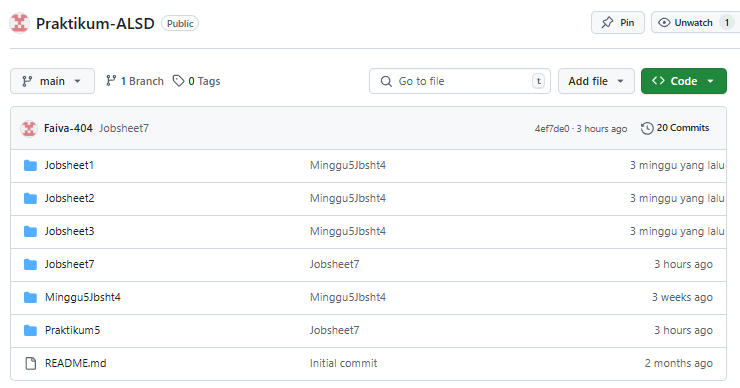 Praktikum-ALSD Public Pin Unwatch 1
main 1 Branch 0 Tags Go to file t Add file Code
Faiva-404 Jobsheet7 4ef7de0 · 3 hours ago 20 Commits
Jobsheet1 Minggu5Jbsht4 3 minggu yang lalu
Jobsheet2 Minggu5Jbsht4 3 minggu yang lalu
Jobsheet3 Minggu5Jbsht4 3 minggu yang lalu
Jobsheet7 Jobsheet7 3 hours ago
Minggu5Jbsht4 Minggu5Jbsht4 3 weeks ago
Praktikum5 Jobsheet7 3 hours ago
README.md Initial commit 2 months ago